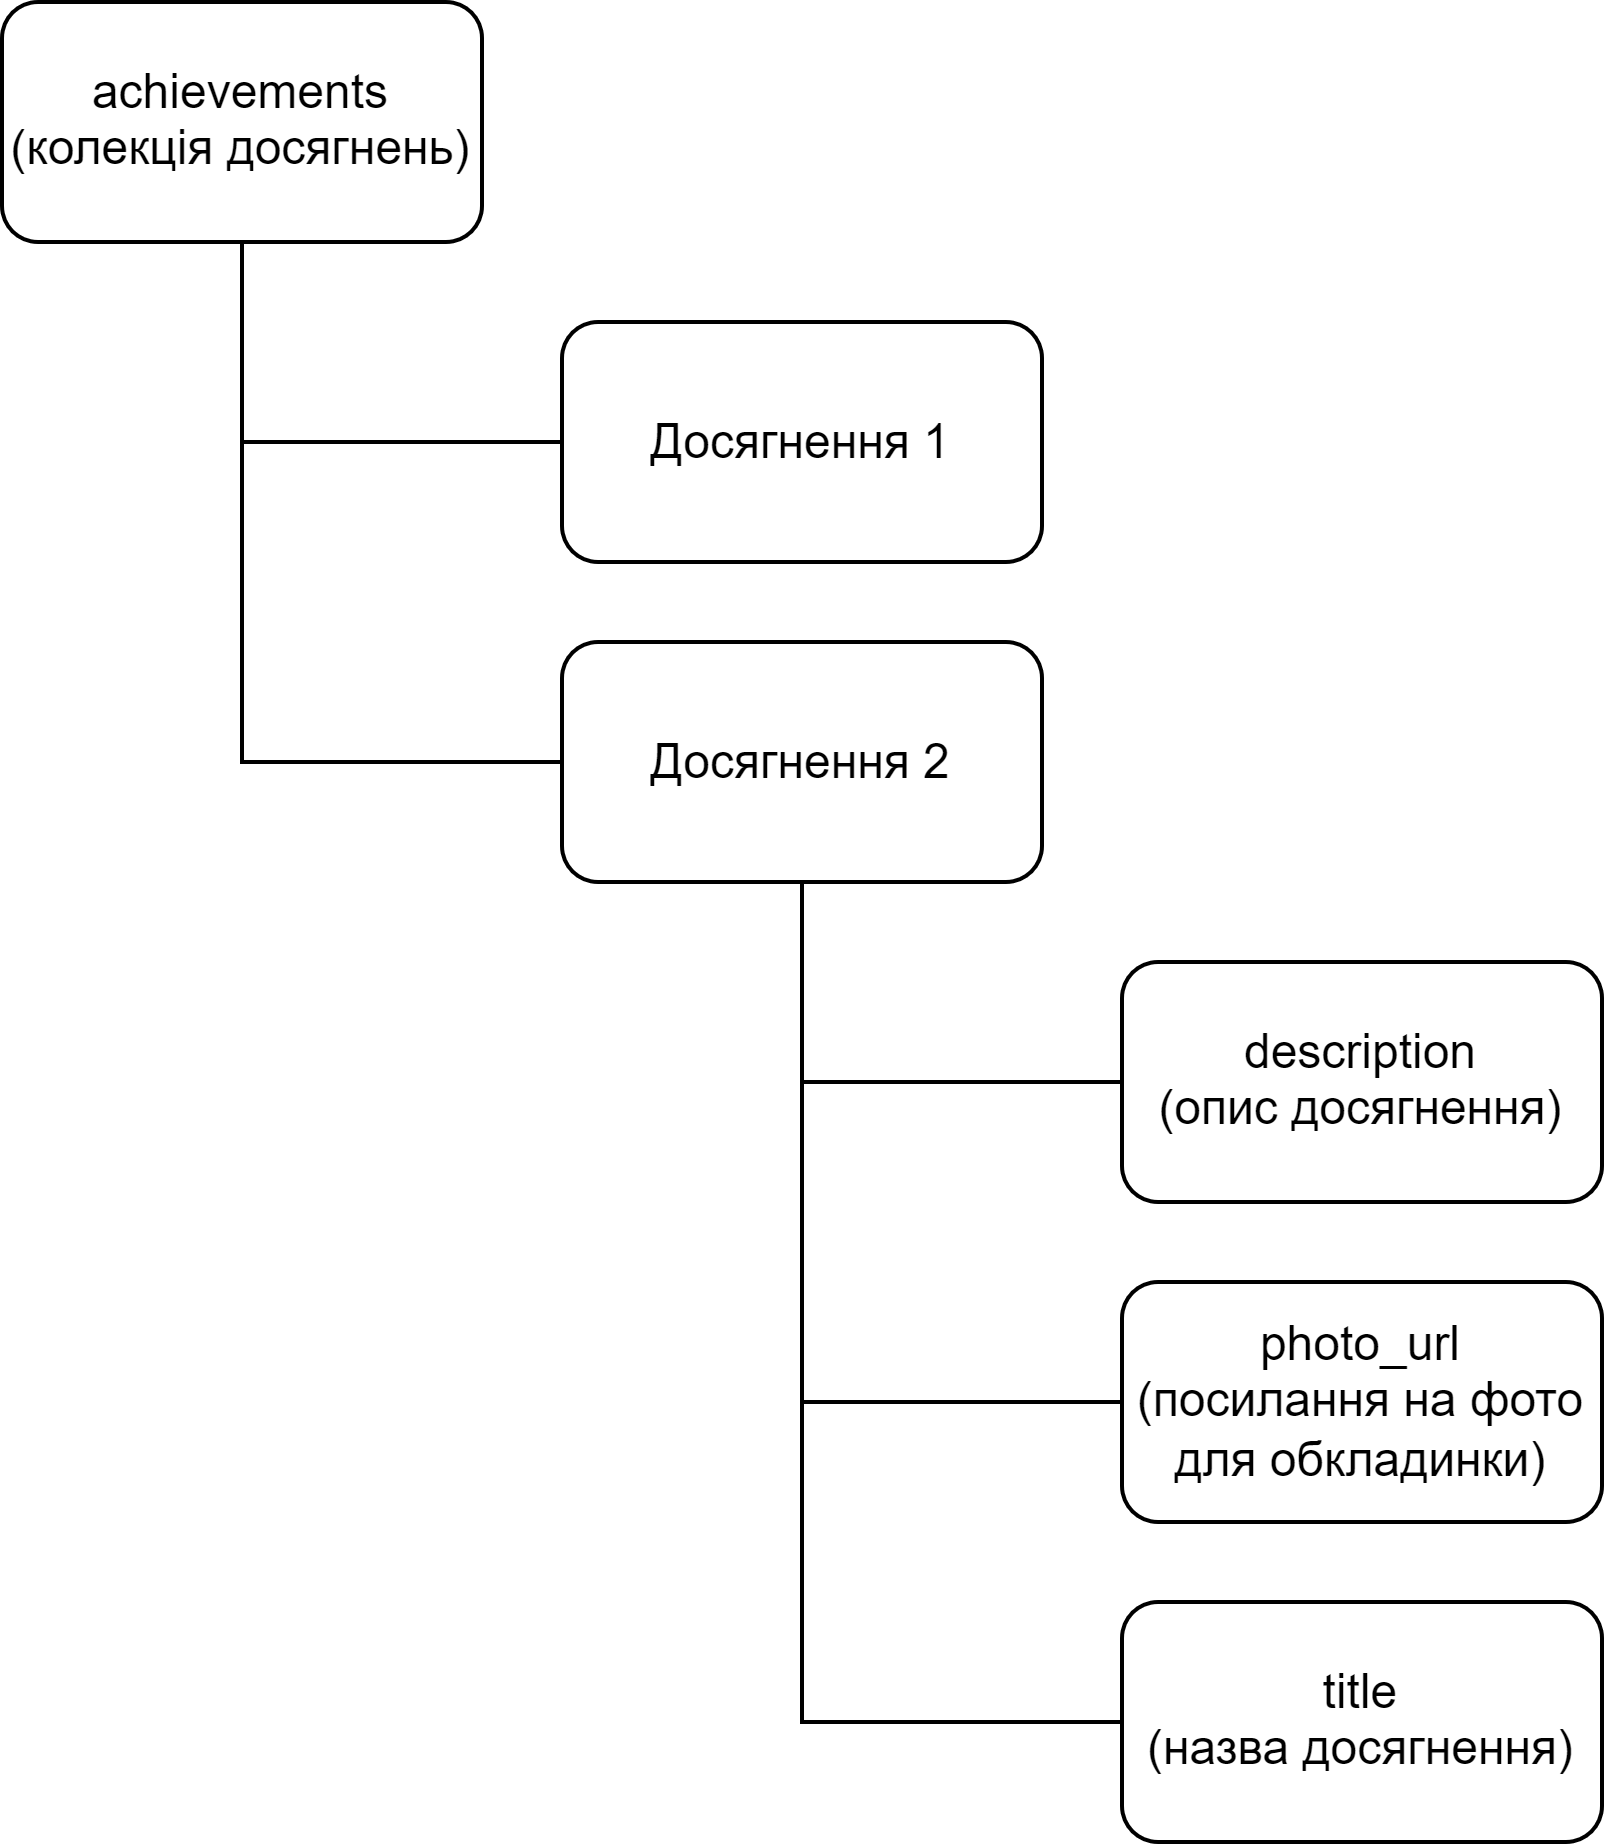 achievements
(колекція досягнень)
Досягнення 1
Досягнення 2
description
(опис досягнення)
photo_url
(посилання на фото
для обкладинки)
title
(назва досягнення)